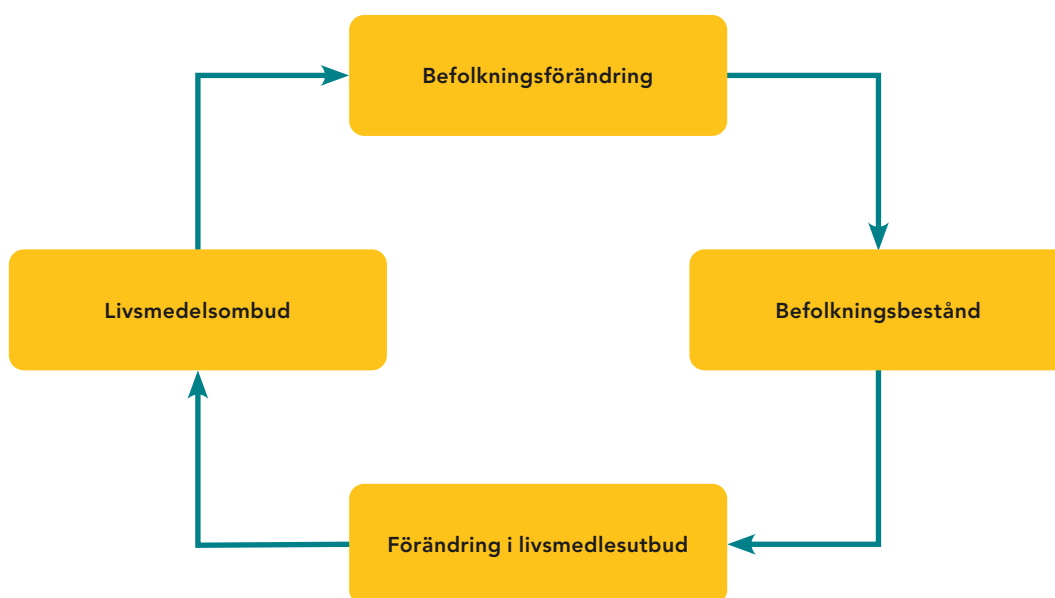 Befolkningsförändring
Livsmedelsombud
Befolkningsbestånd
Förändring i livsmedlesutbud